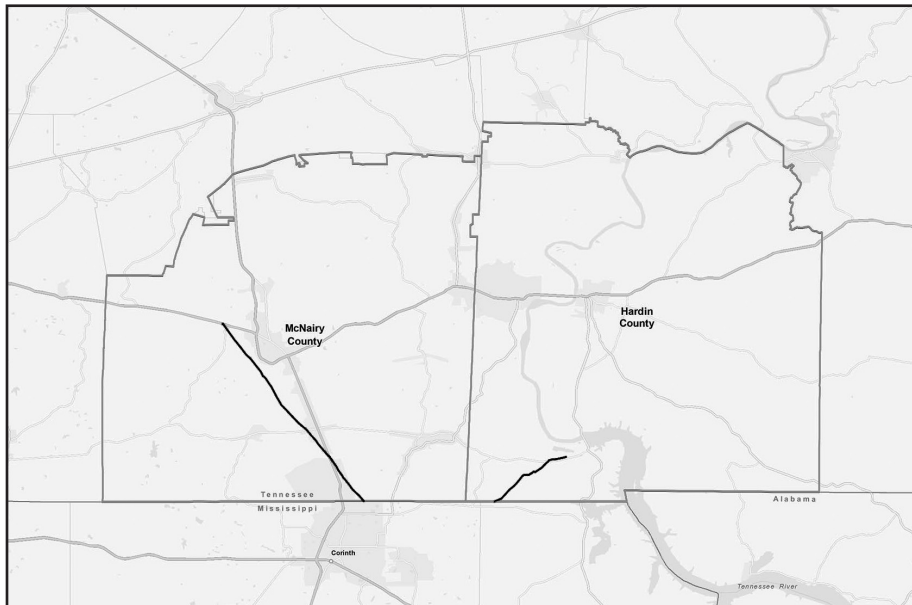 McNairy
County
Hardin
County
Tennessee
Mississippi
Alabama
Corinth
Tennessee River